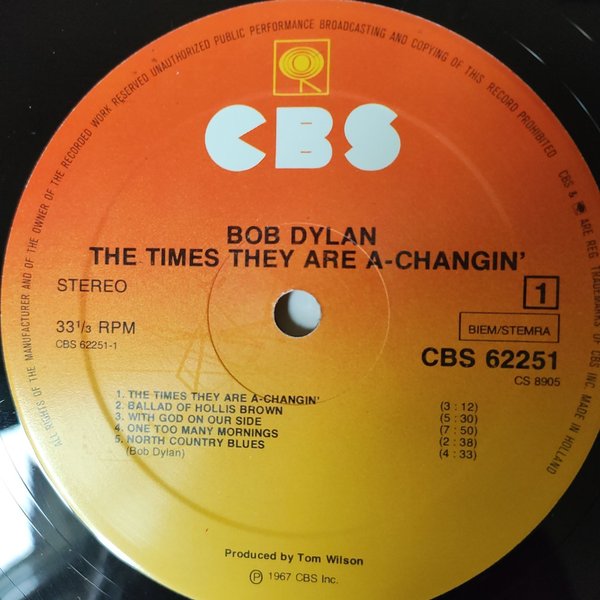 ALL RIGHTS OF THE MANUFACTURER AND OF THE OWNER OF THE RECORDED WORK RESERVED UNAUTHORIZED PUBLIC PERFORMANCE BROADCASTING AND COPYING OF THIS RECORD PROHIBITED
CBS & ARE REG. TRADEMARKS OF CBS INC. MADE IN HOLLAND
CBS
BOB DYLAN
THE TIMES THEY ARE A-CHANGIN'
STEREO
1
33 1/3 RPM
BIEM/STEMRA
CBS 62251-1
CBS 62251
CS 8905
1. THE TIMES THEY ARE A-CHANGIN' (3 : 12)
2. BALLAD OF HOLLIS BROWN (5 : 30)
3. WITH GOD ON OUR SIDE (7 : 50)
4. ONE TOO MANY MORNINGS (2 : 38)
5. NORTH COUNTRY BLUES (4 : 33)
(Bob Dylan)
Produced by Tom Wilson
℗ 1967 CBS Inc.